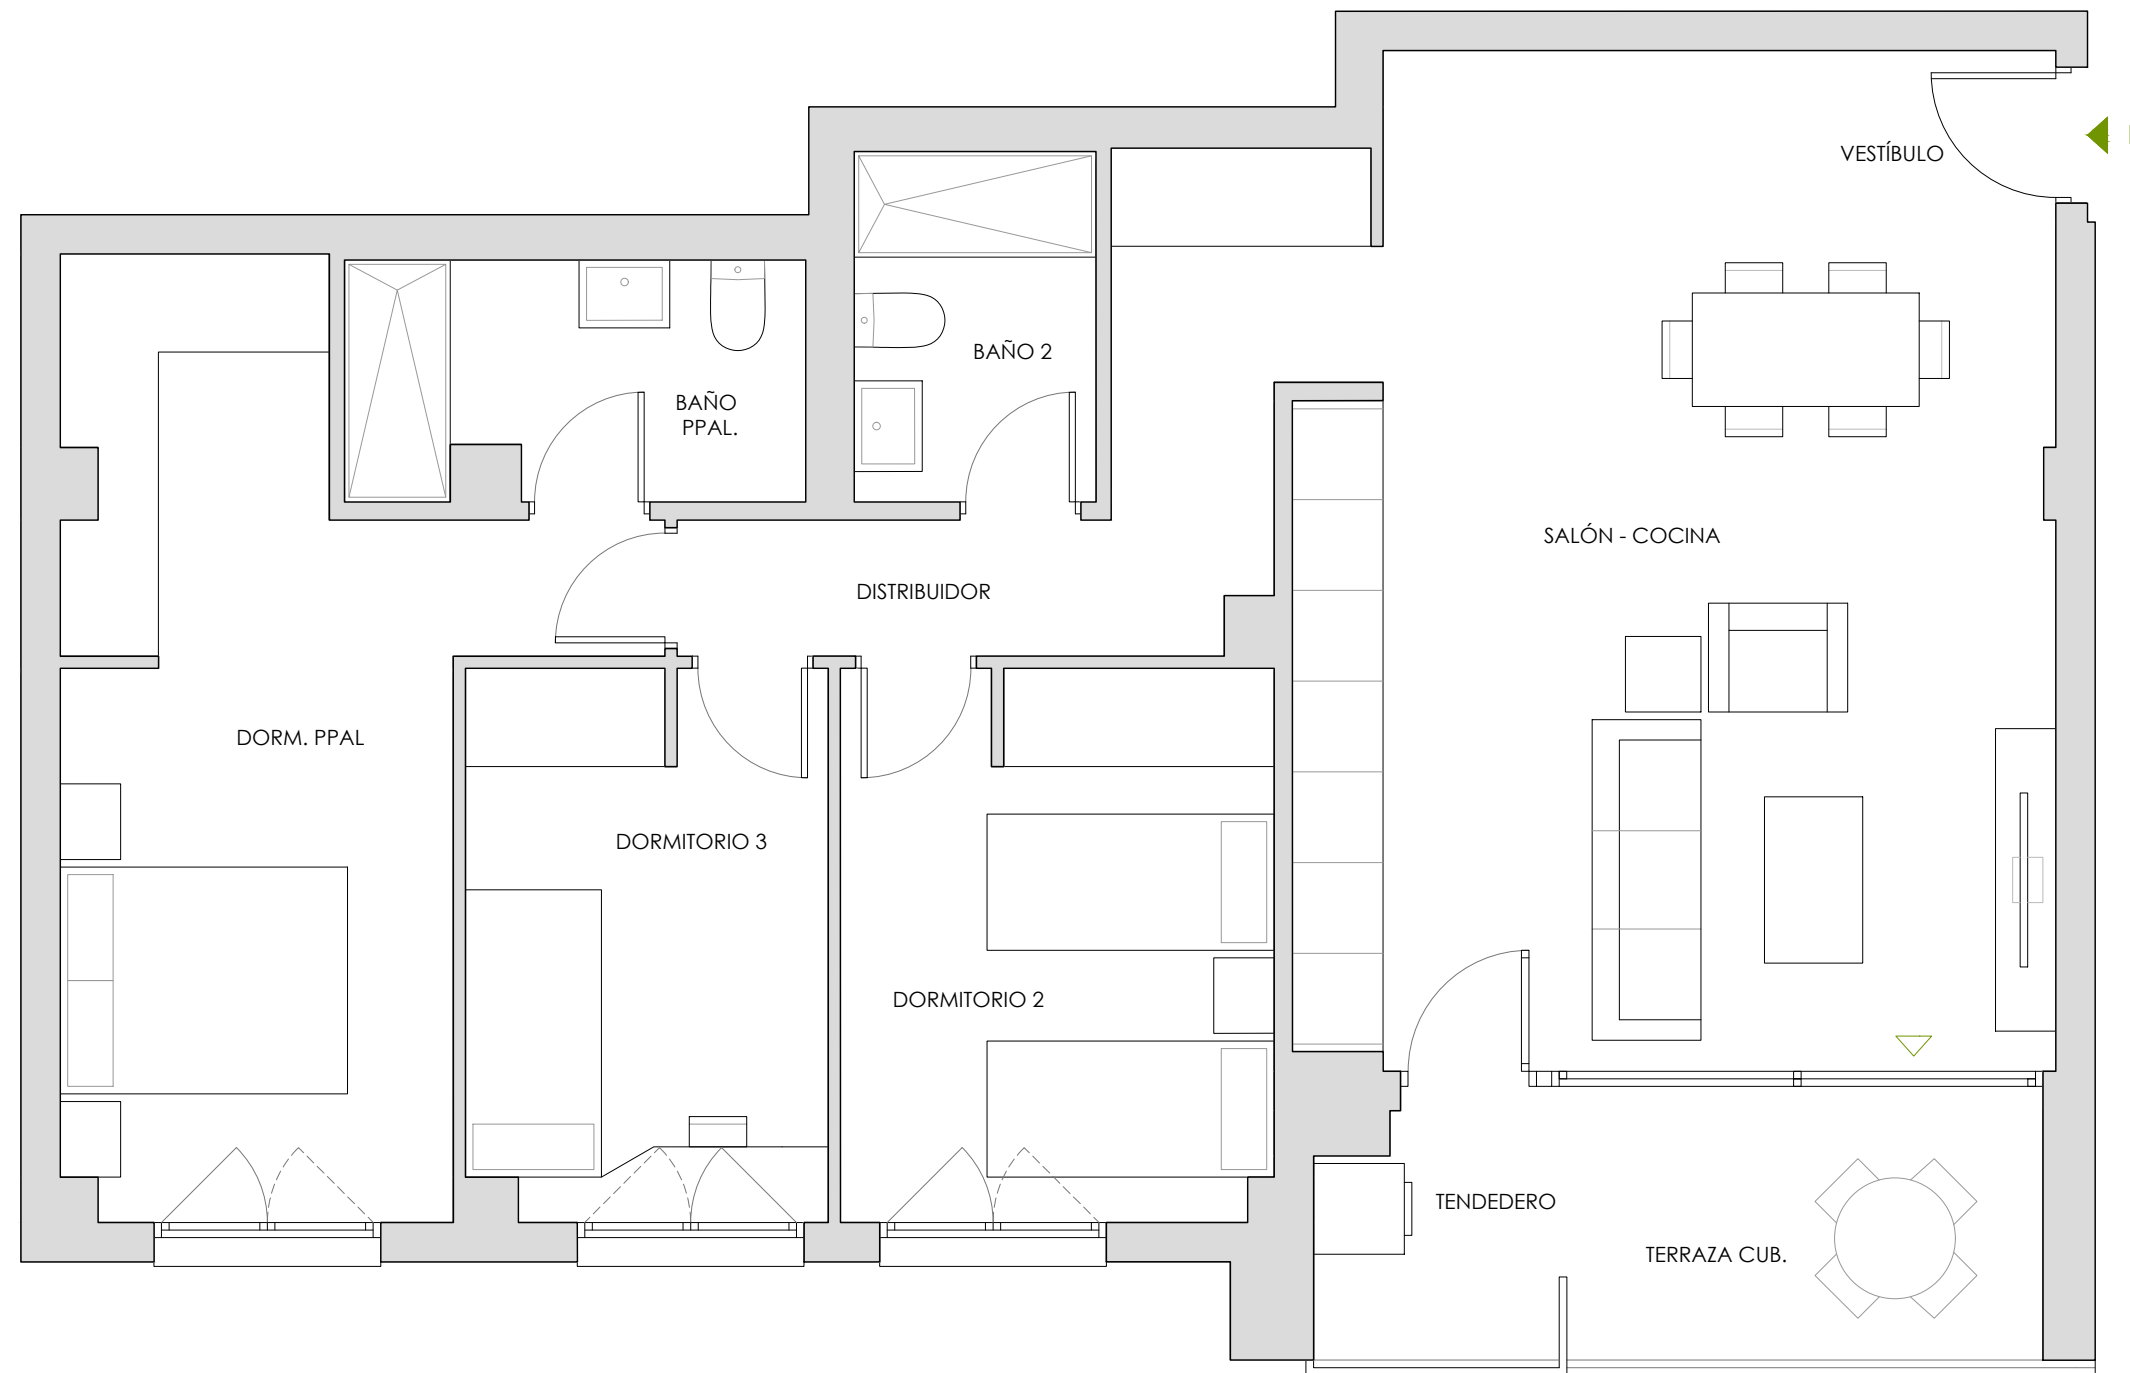 VESTÍBULO
BAÑO 2
BAÑO
PPAL.
SALÓN - COCINA
DISTRIBUIDOR
DORM. PPAL
DORMITORIO 3
DORMITORIO 2
TENDEDERO
TERRAZA CUB.